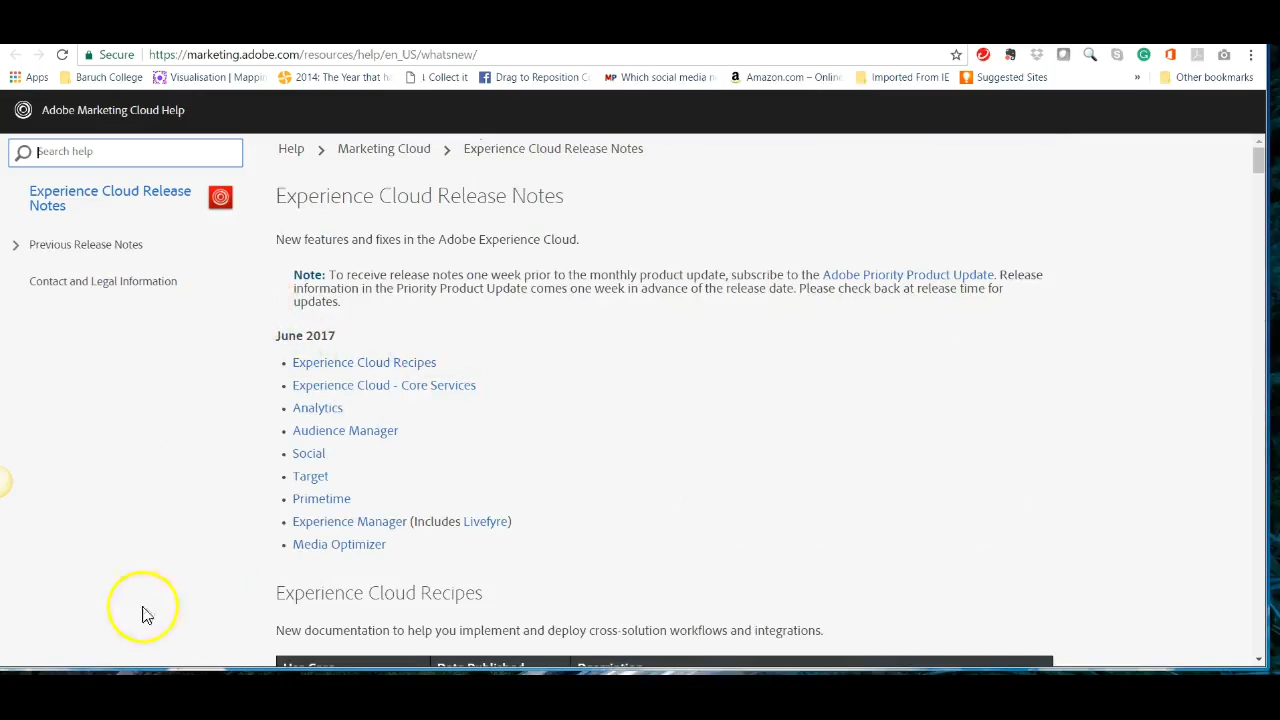 Secure https://marketing.adobe.com/resources/help/en_US/whatsnew/
Apps Baruch College Visualisation | Mappin 2014: The Year that h I Collect it Drag to Reposition C Which social media n Amazon.com – Online Imported From IE Suggested Sites » Other bookmarks
Adobe Marketing Cloud Help
Search help
Help Marketing Cloud Experience Cloud Release Notes
Experience Cloud Release
Notes
Previous Release Notes
Contact and Legal Information
Experience Cloud Release Notes
New features and fixes in the Adobe Experience Cloud.
Note: To receive release notes one week prior to the monthly product update, subscribe to the Adobe Priority Product Update. Release
information in the Priority Product Update comes one week in advance of the release date. Please check back at release time for
updates.
June 2017
• Experience Cloud Recipes
• Experience Cloud - Core Services
• Analytics
• Audience Manager
• Social
• Target
• Primetime
• Experience Manager (Includes Livefyre)
• Media Optimizer
Experience Cloud Recipes
New documentation to help you implement and deploy cross-solution workflows and integrations.
Use Case Date Published Description